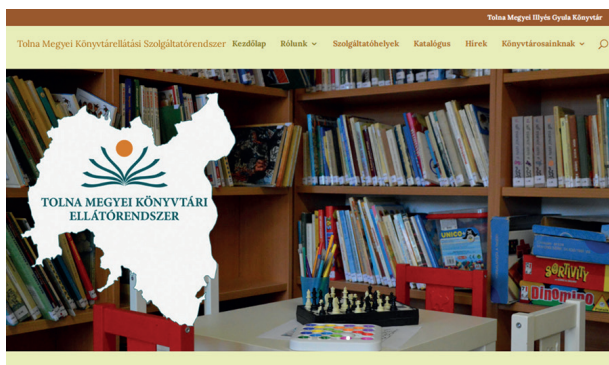 Tolna Megyei Illyés Gyula Könyvtár
Tolna Megyei Könyvtárellátási Szolgáltatórendszer Kezdőlap Rólunk Szolgáltatóhelyek Katalógus Hírek Könyvtárosainknak
TOLNA MEGYEI KÖNYVTÁRI
ELLÁTÓRENDSZER
UNICO
SORTIVITY
Dinomino